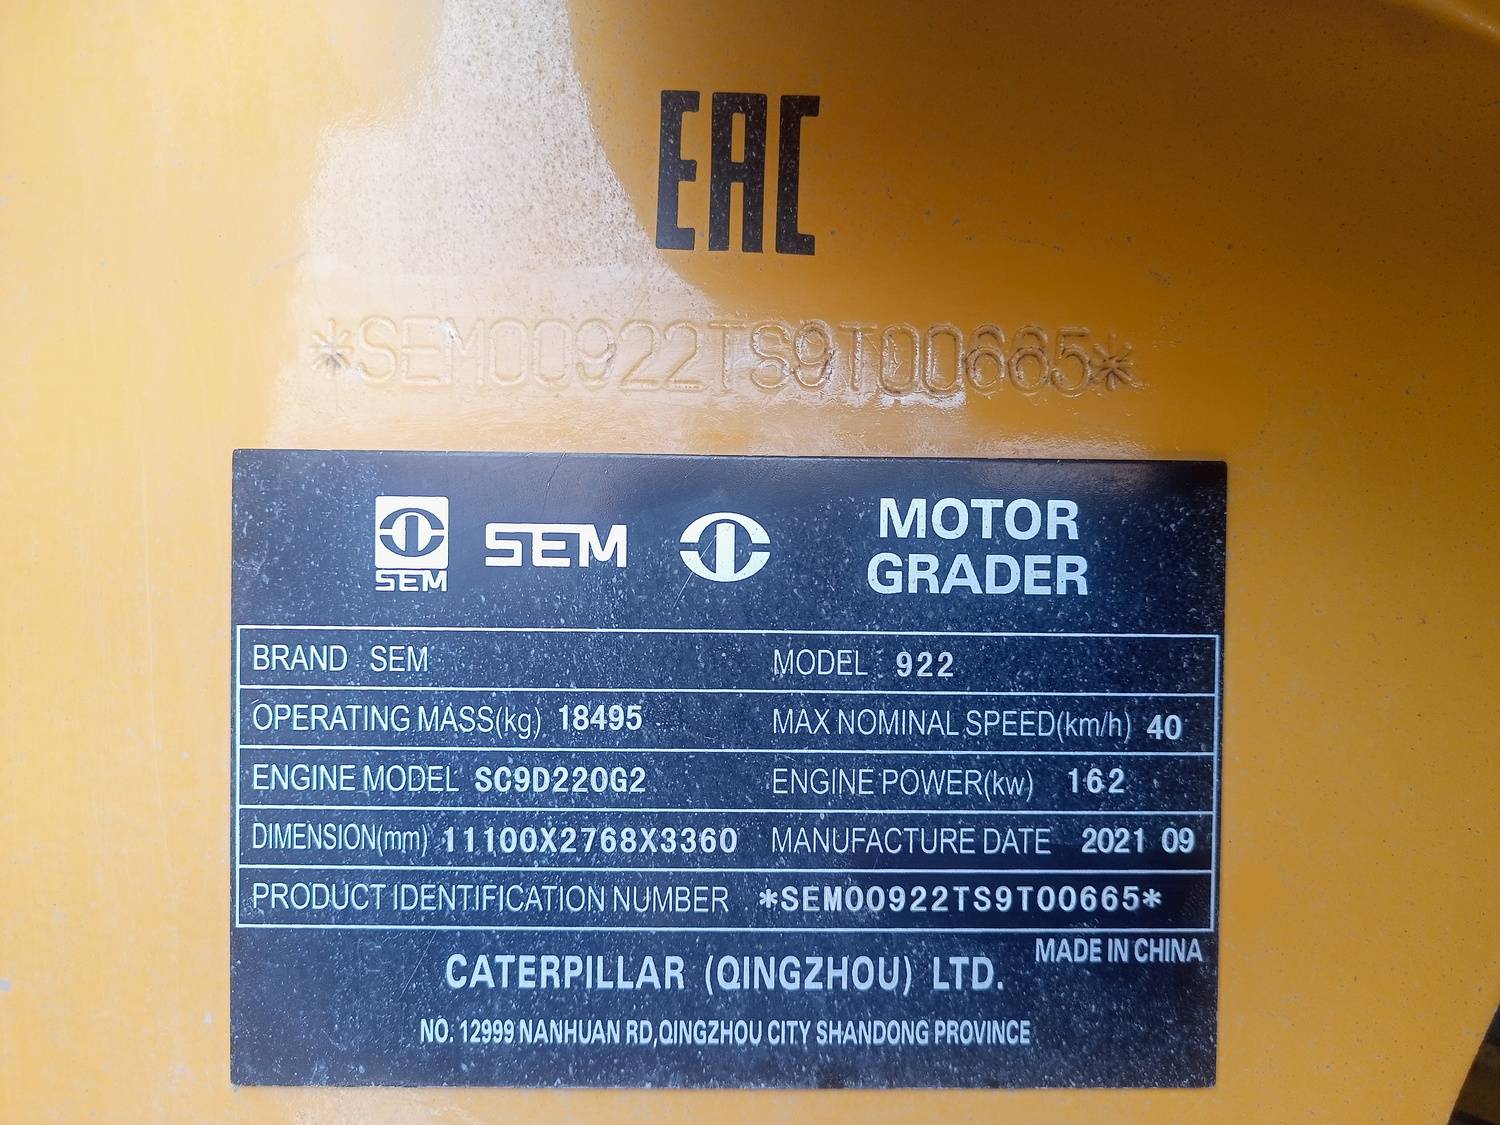 EAC
*SEM00922TS9T00665*
SEM
SEM
MOTOR
GRADER
BRAND SEM
MODEL 922
OPERATING MASS(kg) 18495
MAX NOMINAL SPEED(km/h) 40
ENGINE MODEL SC9D220G2
ENGINE POWER(kw) 162
DIMENSION(mm) 11100X2768X3360
MANUFACTURE DATE 2021 09
PRODUCT IDENTIFICATION NUMBER *SEM00922TS9T00665*
MADE IN CHINA
CATERPILLAR (QINGZHOU) LTD.
NO. 12999 NANHUAN RD,QINGZHOU CITY SHANDONG PROVINCE